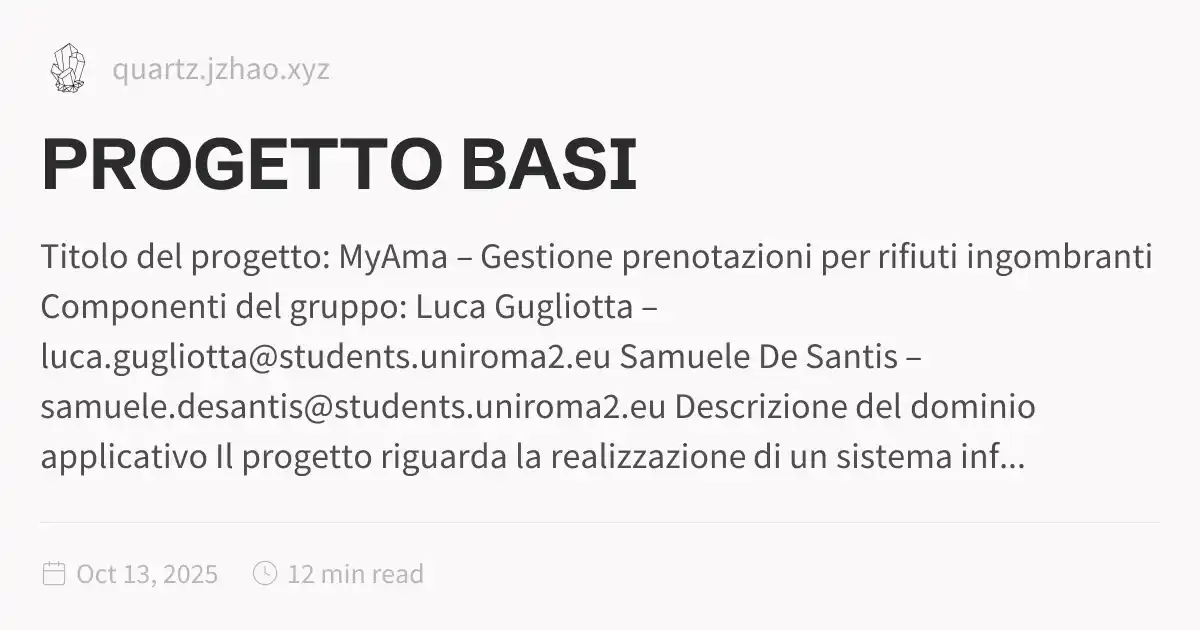 quartz.jzhao.xyz
PROGETTO BASI
Titolo del progetto: MyAma – Gestione prenotazioni per rifiuti ingombranti
Componenti del gruppo: Luca Gugliotta –
luca.gugliotta@students.uniroma2.eu Samuele De Santis –
samuele.desantis@students.uniroma2.eu Descrizione del dominio
applicativo Il progetto riguarda la realizzazione di un sistema inf...
Oct 13, 2025 12 min read